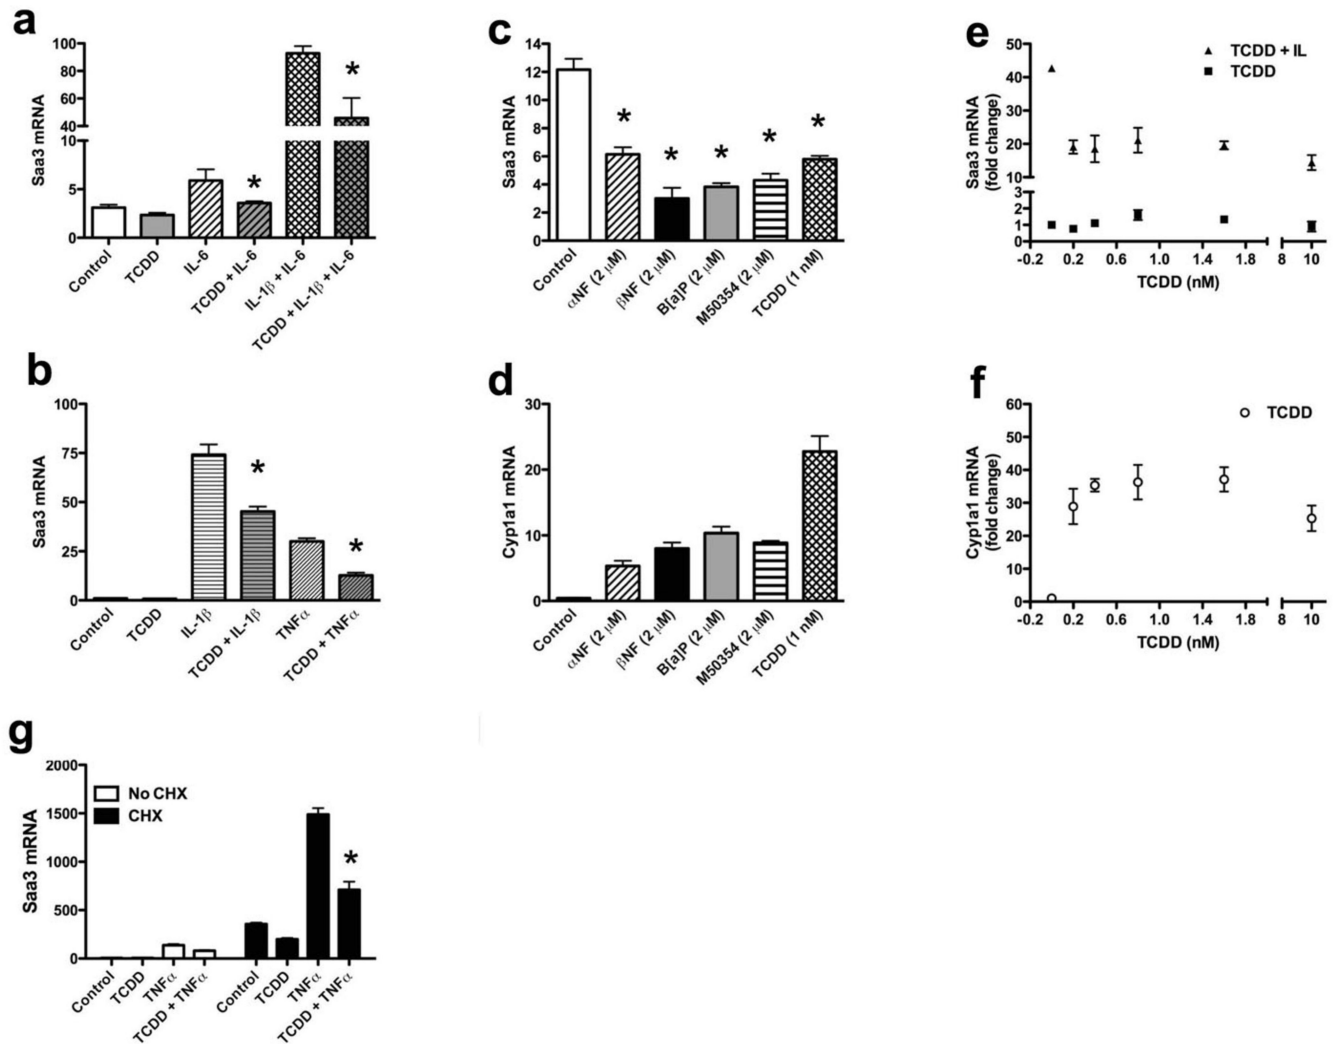 a
Saa3 mRNA
100
80
60
40
10
5
0
Control
TCDD
IL-6
TCDD + IL-6
IL-1β + IL-6
TCDD + IL-1β + IL-6
*
*
b
Saa3 mRNA
100
75
50
25
0
Control
TCDD
IL-1β
TCDD + IL-1β
TNFα
TCDD + TNFα
*
*
c
Saa3 mRNA
14
12
10
8
6
4
2
0
Control
αNF (2 μM)
βNF (2 μM)
B[a]P (2 μM)
M50354 (2 μM)
TCDD (1 nM)
*
*
*
*
*
d
Cyp1a1 mRNA
30
20
10
0
Control
αNF (2 μM)
βNF (2 μM)
B[a]P (2 μM)
M50354 (2 μM)
TCDD (1 nM)
e
Saa3 mRNA
(fold change)
50
40
30
20
10
3
2
1
0
TCDD + IL
TCDD
-0.2 0.2 0.6 1.0 1.4 1.8 8 10
TCDD (nM)
f
Cyp1a1 mRNA
(fold change)
60
50
40
30
20
10
0
TCDD
-0.2 0.2 0.6 1.0 1.4 1.8 8 10
TCDD (nM)
g
Saa3 mRNA
2000
1500
1000
500
0
No CHX
CHX
Control
TCDD
TNFα
TCDD + TNFα
Control
TCDD
TNFα
TCDD + TNFα
*